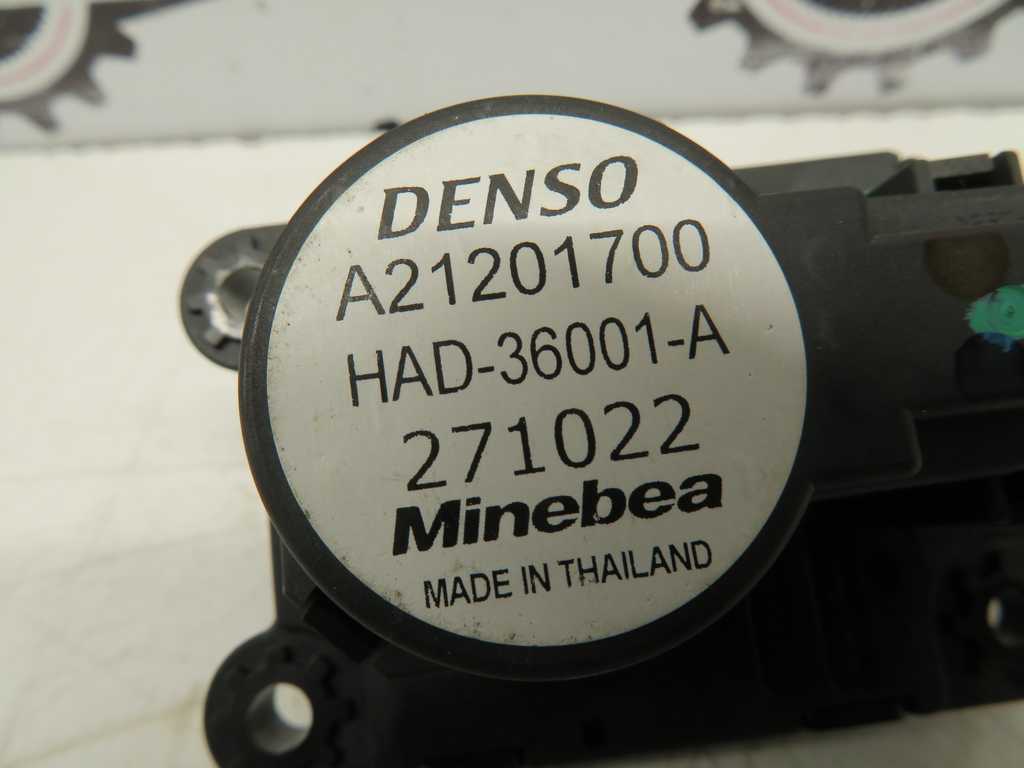 DENSO
A21201700
HAD-36001-A
271022
Minebea
MADE IN THAILAND